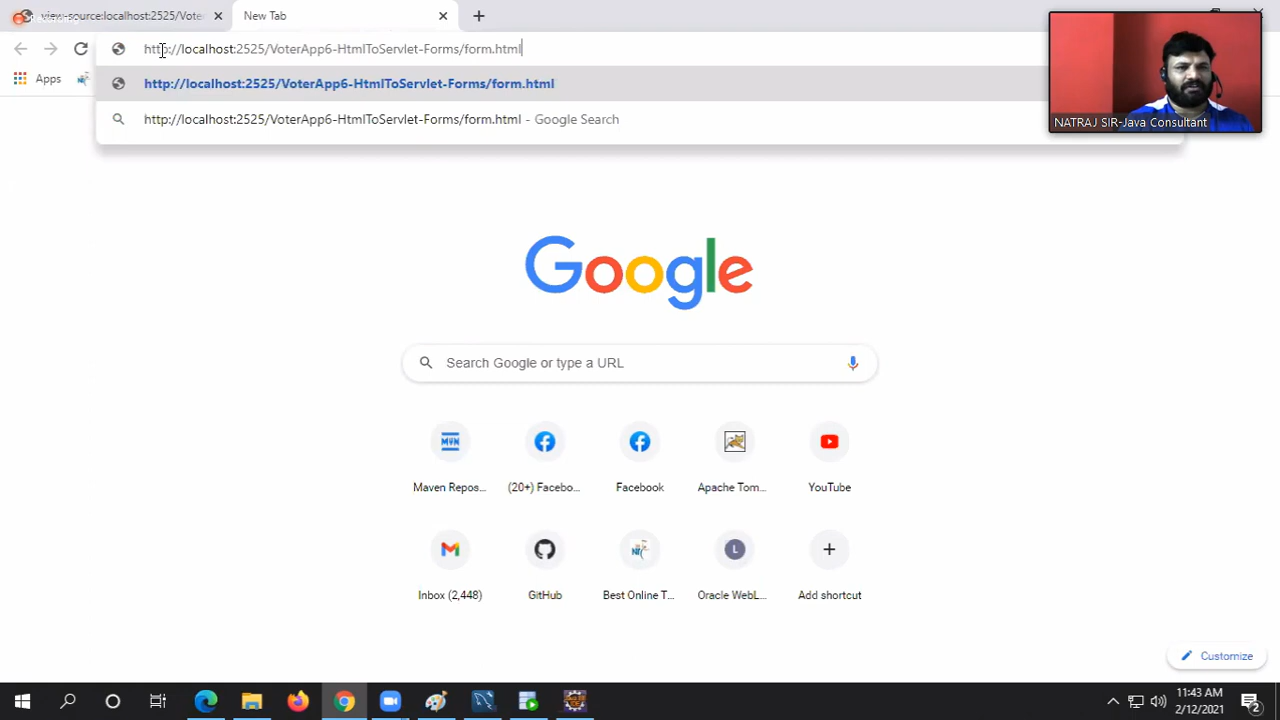 view-source:localhost:2525/Vote
New Tab
http://localhost:2525/VoterApp6-HtmlToServlet-Forms/form.html
Apps
http://localhost:2525/VoterApp6-HtmlToServlet-Forms/form.html
http://localhost:2525/VoterApp6-HtmlToServlet-Forms/form.html - Google Search
NATRAJ SIR-Java Consultant
Google
Search Google or type a URL
Maven Repos...
(20+) Facebo...
Facebook
Apache Tom...
YouTube
Inbox (2,448)
GitHub
Best Online T...
Oracle WebL...
Add shortcut
Customize
11:43 AM
2/12/2021
2